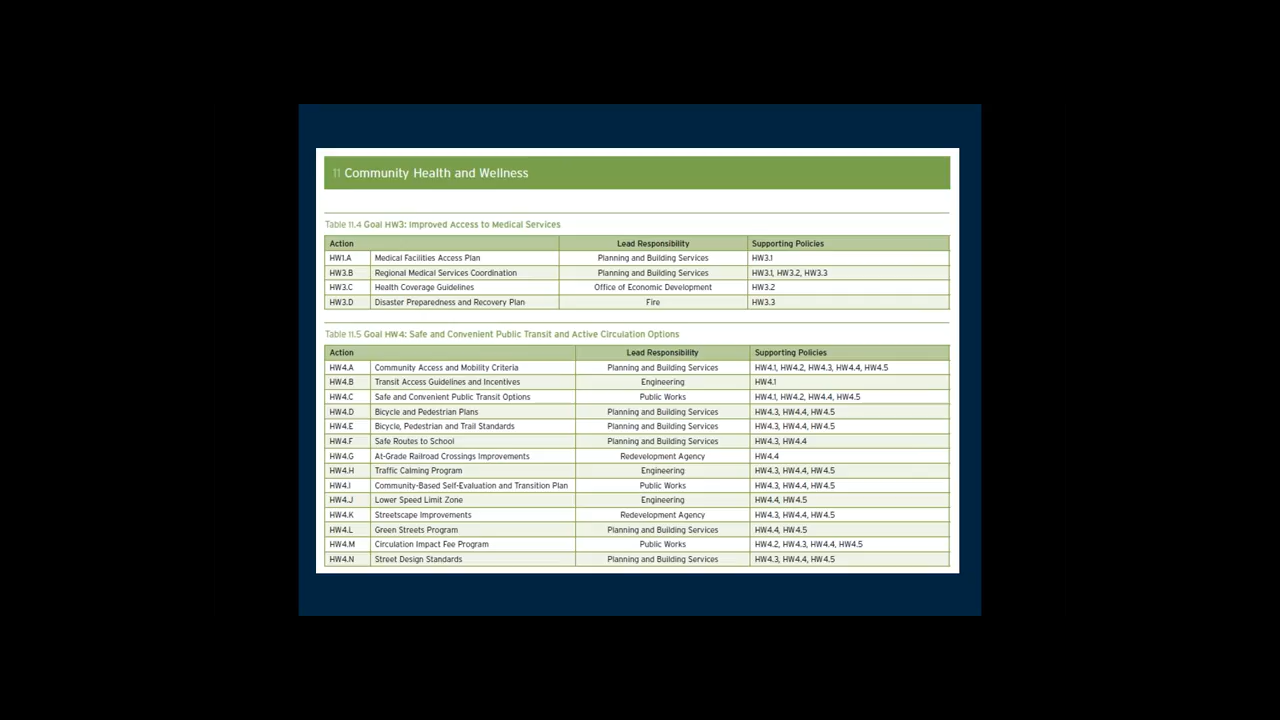 11 Community Health and Wellness
Table 11.4 Goal HW3: Improved Access to Medical Services
Action Lead Responsibility Supporting Policies
HW1.A Medical Facilities Access Plan Planning and Building Services HW3.1
HW3.B Regional Medical Services Coordination Planning and Building Services HW3.1, HW3.2, HW3.3
HW3.C Health Coverage Guidelines Office of Economic Development HW3.2
HW3.D Disaster Preparedness and Recovery Plan Fire HW3.3
Table 11.5 Goal HW4: Safe and Convenient Public Transit and Active Circulation Options
Action Lead Responsibility Supporting Policies
HW4.A Community Access and Mobility Criteria Planning and Building Services HW4.1, HW4.2, HW4.3, HW4.4, HW4.5
HW4.B Transit Access Guidelines and Incentives Engineering HW4.1
HW4.C Safe and Convenient Public Transit Options Public Works HW4.1, HW4.2, HW4.4, HW4.5
HW4.D Bicycle and Pedestrian Plans Planning and Building Services HW4.3, HW4.4, HW4.5
HW4.E Bicycle, Pedestrian and Trail Standards Planning and Building Services HW4.3, HW4.4, HW4.5
HW4.F Safe Routes to School Planning and Building Services HW4.3, HW4.4
HW4.G At-Grade Railroad Crossings Improvements Redevelopment Agency HW4.4
HW4.H Traffic Calming Program Engineering HW4.3, HW4.4, HW4.5
HW4.I Community-Based Self-Evaluation and Transition Plan Public Works HW4.3, HW4.4, HW4.5
HW4.J Lower Speed Limit Zone Engineering HW4.4, HW4.5
HW4.K Streetscape Improvements Redevelopment Agency HW4.3, HW4.4, HW4.5
HW4.L Green Streets Program Planning and Building Services HW4.4, HW4.5
HW4.M Circulation Impact Fee Program Public Works HW4.2, HW4.3, HW4.4, HW4.5
HW4.N Street Design Standards Planning and Building Services HW4.3, HW4.4, HW4.5